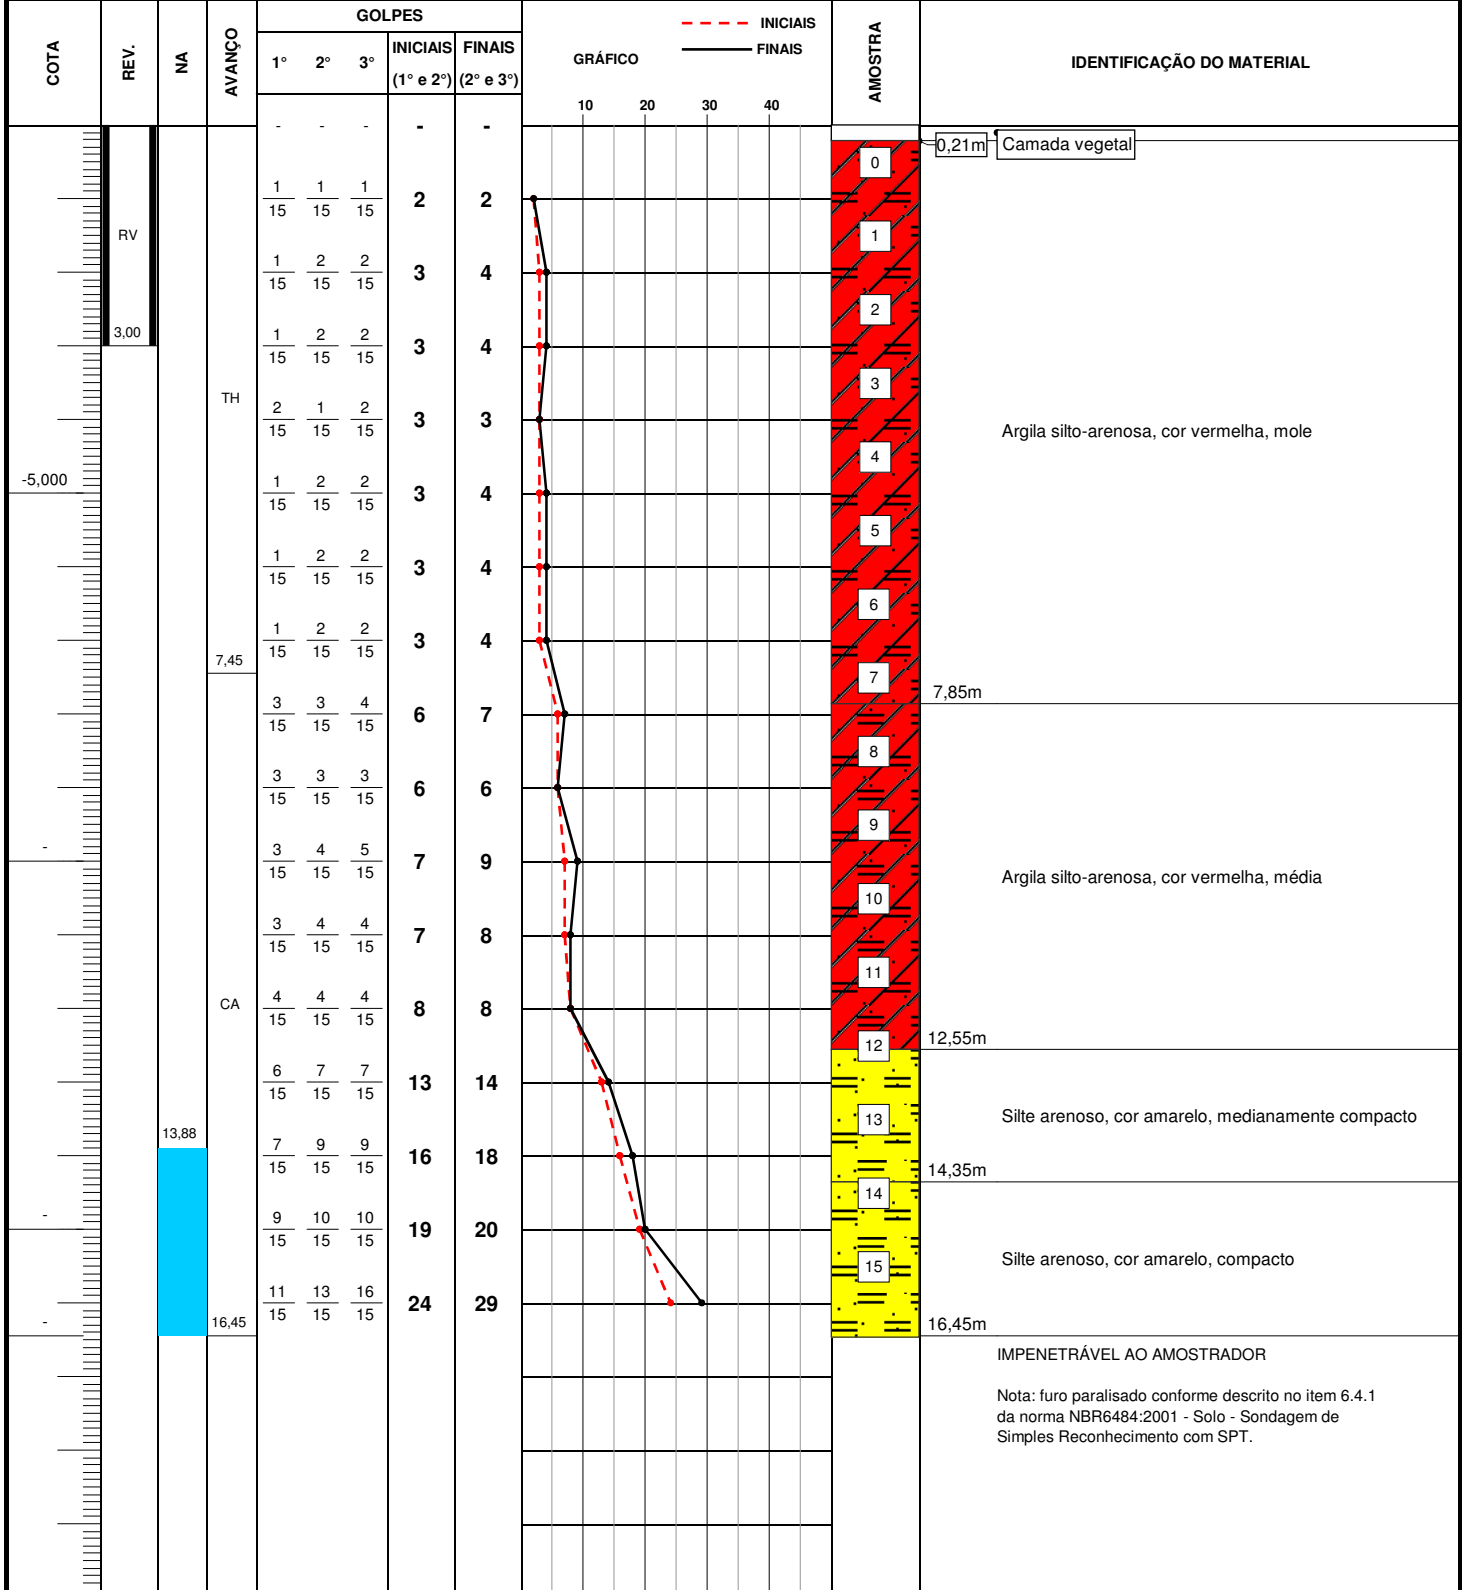 COTA
REV.
NA
AVANÇO
GOLPES
1° 2° 3°
INICIAIS
(1° e 2°)
FINAIS
(2° e 3°)
GRÁFICO
INICIAIS
FINAIS
10 20 30 40
AMOSTRA
IDENTIFICAÇÃO DO MATERIAL
- - - - -
0,21m Camada vegetal
0
1 1 1
15 15 15
2 2
RV
1
1 2 2
15 15 15
3 4
2
3,00
1 2 2
15 15 15
3 4
3
TH
2 1 2
15 15 15
3 3
Argila silto-arenosa, cor vermelha, mole
4
-5,000
1 2 2
15 15 15
3 4
5
1 2 2
15 15 15
3 4
6
1 2 2
15 15 15
3 4
7,45
7
7,85m
3 3 4
15 15 15
6 7
8
3 3 3
15 15 15
6 6
9
-
3 4 5
15 15 15
7 9
Argila silto-arenosa, cor vermelha, média
10
3 4 4
15 15 15
7 8
11
CA
4 4 4
15 15 15
8 8
12
12,55m
6 7 7
15 15 15
13 14
13
Silte arenoso, cor amarelo, medianamente compacto
13,88
7 9 9
15 15 15
16 18
14,35m
14
-
9 10 10
15 15 15
19 20
Silte arenoso, cor amarelo, compacto
15
11 13 16
15 15 15
24 29
-
16,45
16,45m
IMPENETRÁVEL AO AMOSTRADOR
Nota: furo paralisado conforme descrito no item 6.4.1
da norma NBR6484:2001 - Solo - Sondagem de
Simples Reconhecimento com SPT.